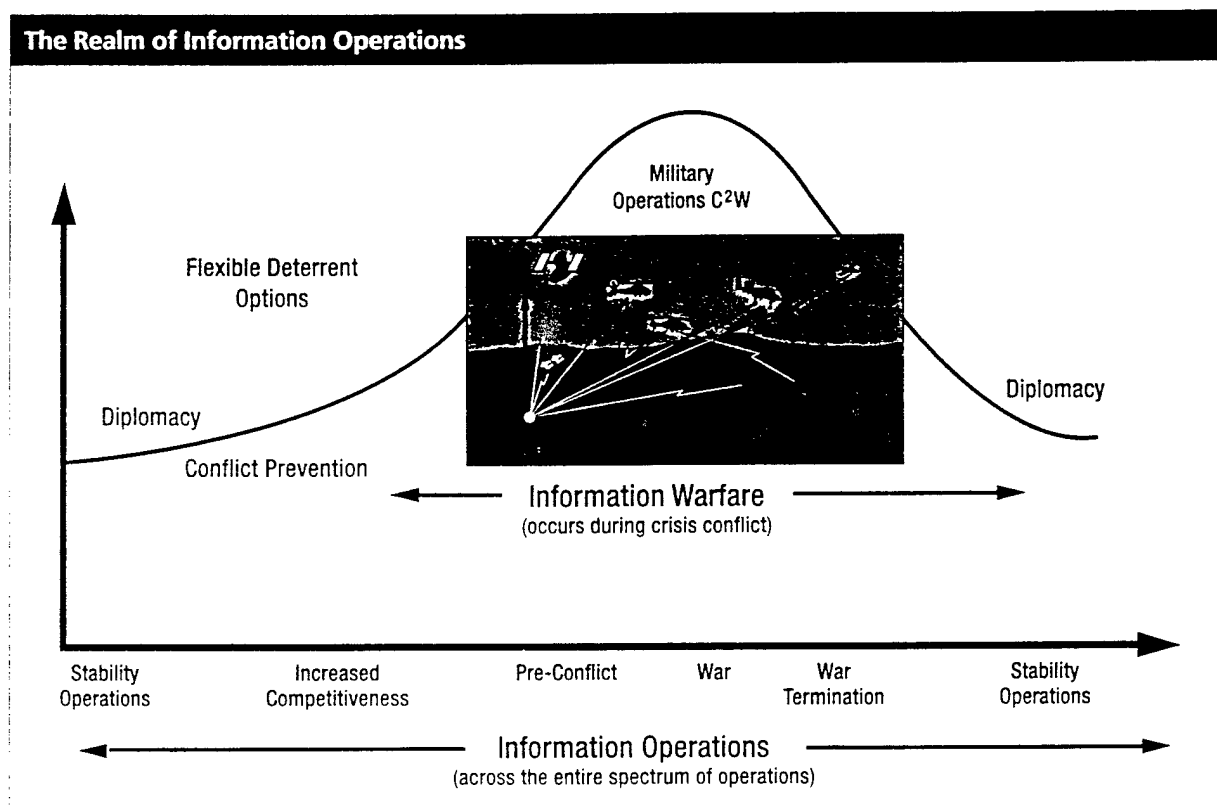 The Realm of Information Operations
Military
Operations C²W
Flexible Deterrent
Options
Diplomacy
Diplomacy
Conflict Prevention
Information Warfare
(occurs during crisis conflict)
Stability
Operations
Increased
Competitiveness
Pre-Conflict
War
War
Termination
Stability
Operations
Information Operations
(across the entire spectrum of operations)